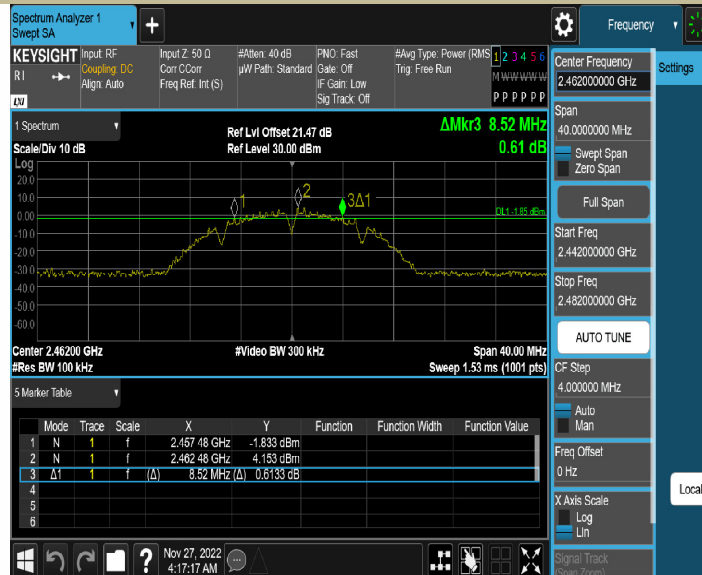 Spectrum Analyzer 1
Swept SA
Frequency
KEYSIGHT
RI
LXI
Input: RF
Coupling: DC
Align: Auto
Input Z: 50 Ω
Corr CCorr
Freq Ref: Int (S)
#Atten: 40 dB
µW Path: Standard
PNO: Fast
Gate: Off
IF Gain: Low
Sig Track: Off
#Avg Type: Power (RMS
Trig: Free Run
1 2 3 4 5 6
M W W W W W
P P P P P P
Center Frequency
2.462000000 GHz
Settings
Span
40.0000000 MHz
Swept Span
Zero Span
Full Span
Start Freq
2.442000000 GHz
Stop Freq
2.482000000 GHz
AUTO TUNE
CF Step
4.000000 MHz
Auto
Man
Freq Offset
0 Hz
X Axis Scale
Log
Lin
Signal Track
(Span Zoom)
Local
1 Spectrum
Scale/Div 10 dB
Ref Lvl Offset 21.47 dB
Ref Level 30.00 dBm
ΔMkr3 8.52 MHz
0.61 dB
Log
20.0
10.0
0.00
-10.0
-20.0
-30.0
-40.0
-50.0
-60.0
1
2
3Δ1
DL1 -1.85 dBm
Center 2.46200 GHz
#Video BW 300 kHz
Span 40.00 MHz
#Res BW 100 kHz
Sweep 1.53 ms (1001 pts)
5 Marker Table
Mode Trace Scale X Y Function Function Width Function Value
1 N 1 f 2.457 48 GHz -1.833 dBm
2 N 1 f 2.462 48 GHz 4.153 dBm
3 Δ1 1 f (Δ) 8.52 MHz (Δ) 0.6133 dB
4
5
6
?
Nov 27, 2022
4:17:17 AM